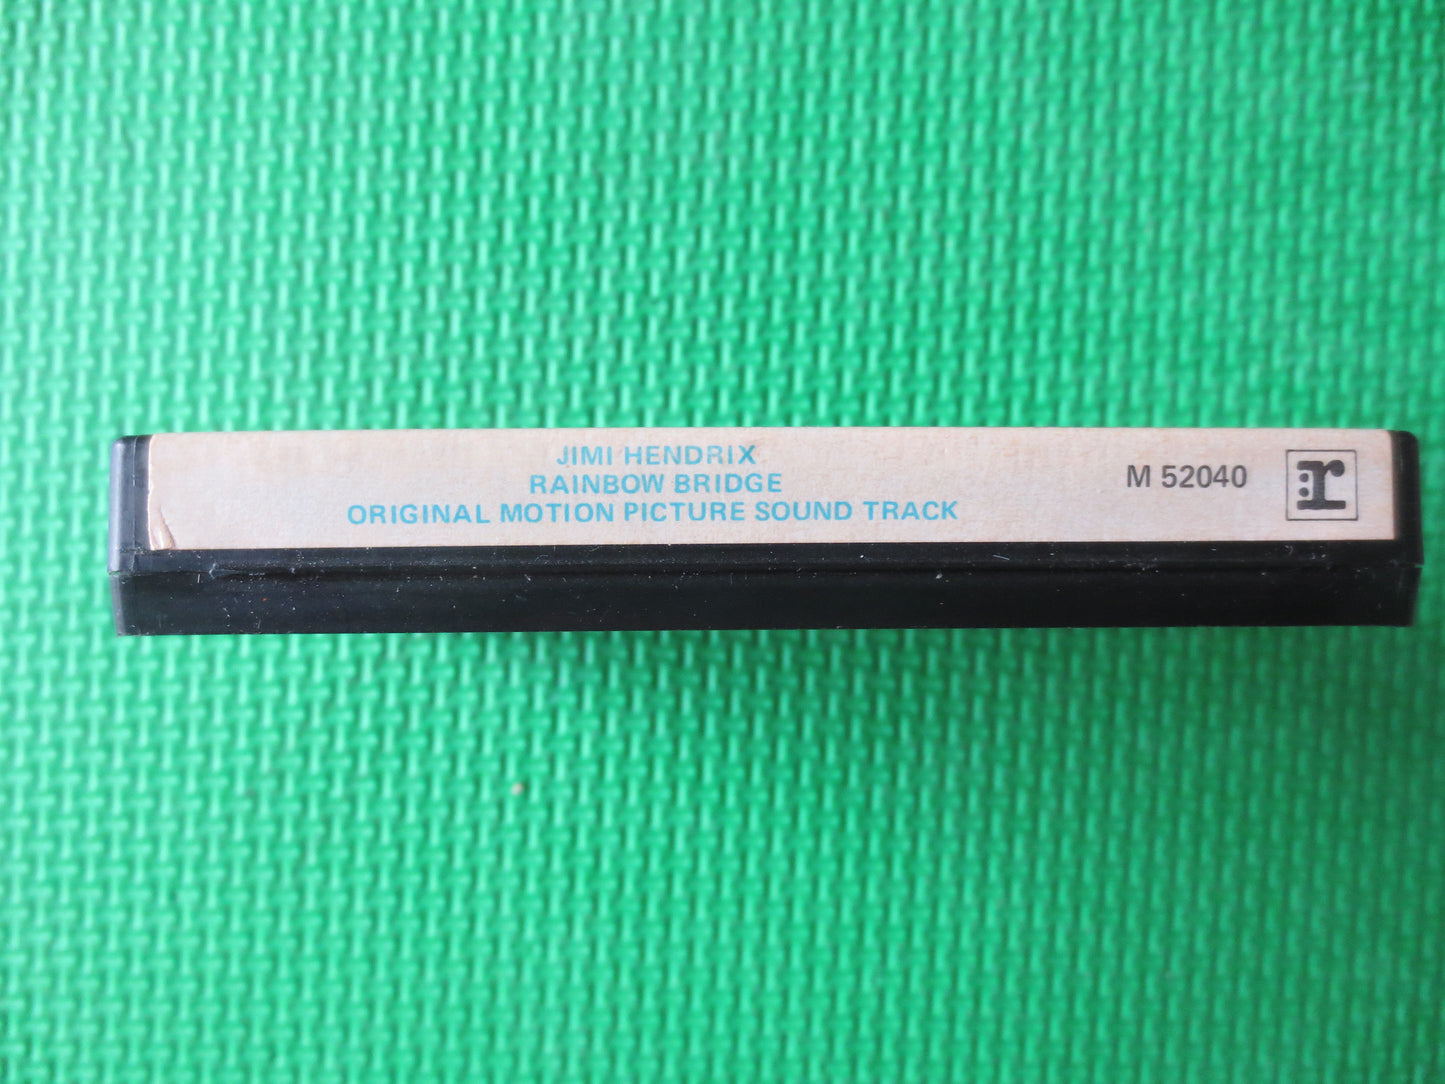 JIMI HENDRIX
RAINBOW BRIDGE
ORIGINAL MOTION PICTURE SOUND TRACK
M 52040
:r